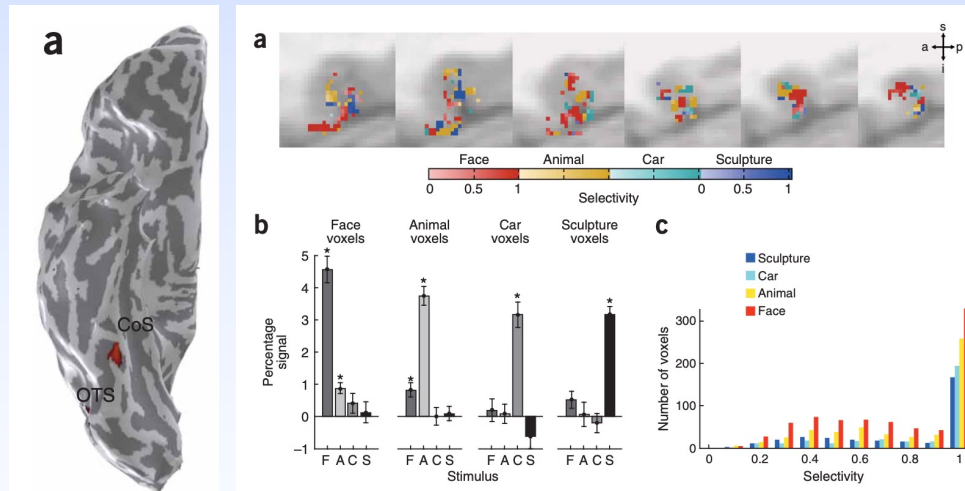 a
CoS
OTS
a
s
a p
i
Face Animal Car Sculpture
0 0.5 1 0.5 1
Selectivity
b
Face voxels Animal voxels Car voxels Sculpture voxels
Percentage signal
5
4
3
2
1
0
−1
* * * * * *
F A C S F A C S F A C S F A C S
Stimulus
c
Sculpture
Car
Animal
Face
Number of voxels
300
200
100
0
0 0.2 0.4 0.6 0.8 1
Selectivity